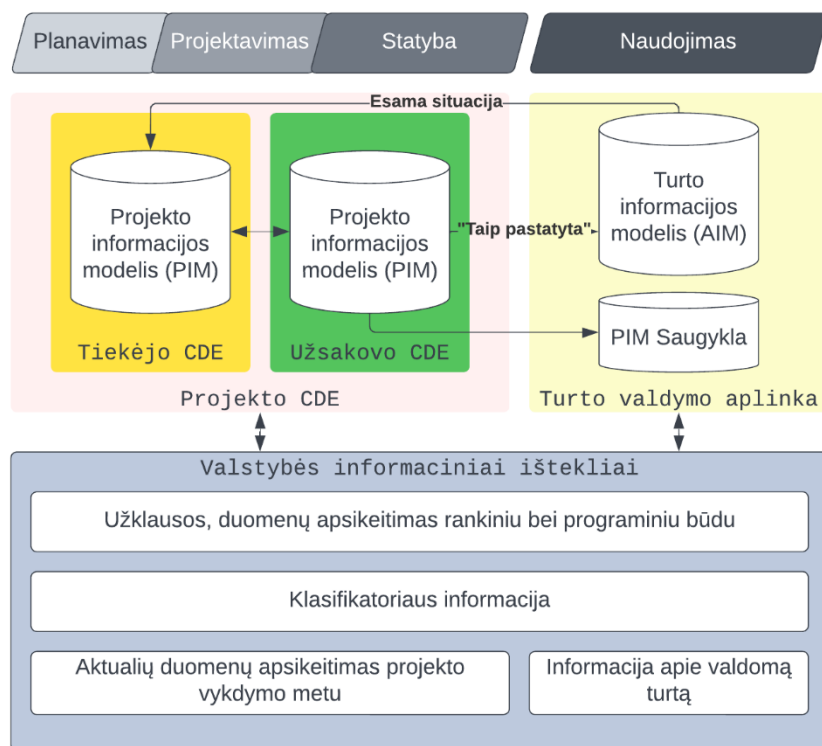 Planavimas
Projektavimas
Statyba
Naudojimas
Esama situacija
Projekto
informacijos
modelis (PIM)
Projekto
informacijos
modelis (PIM)
"Taip pastatyta"
Turto
informacijos
modelis (AIM)
PIM Saugykla
Tiekėjo CDE
Užsakovo CDE
Projekto CDE
Turto valdymo aplinka
Valstybės informaciniai ištekliai
Užklausos, duomenų apsikeitimas rankiniu bei programiniu būdu
Klasifikatoriaus informacija
Aktualių duomenų apsikeitimas projekto
vykdymo metu
Informacija apie valdomą
turtą